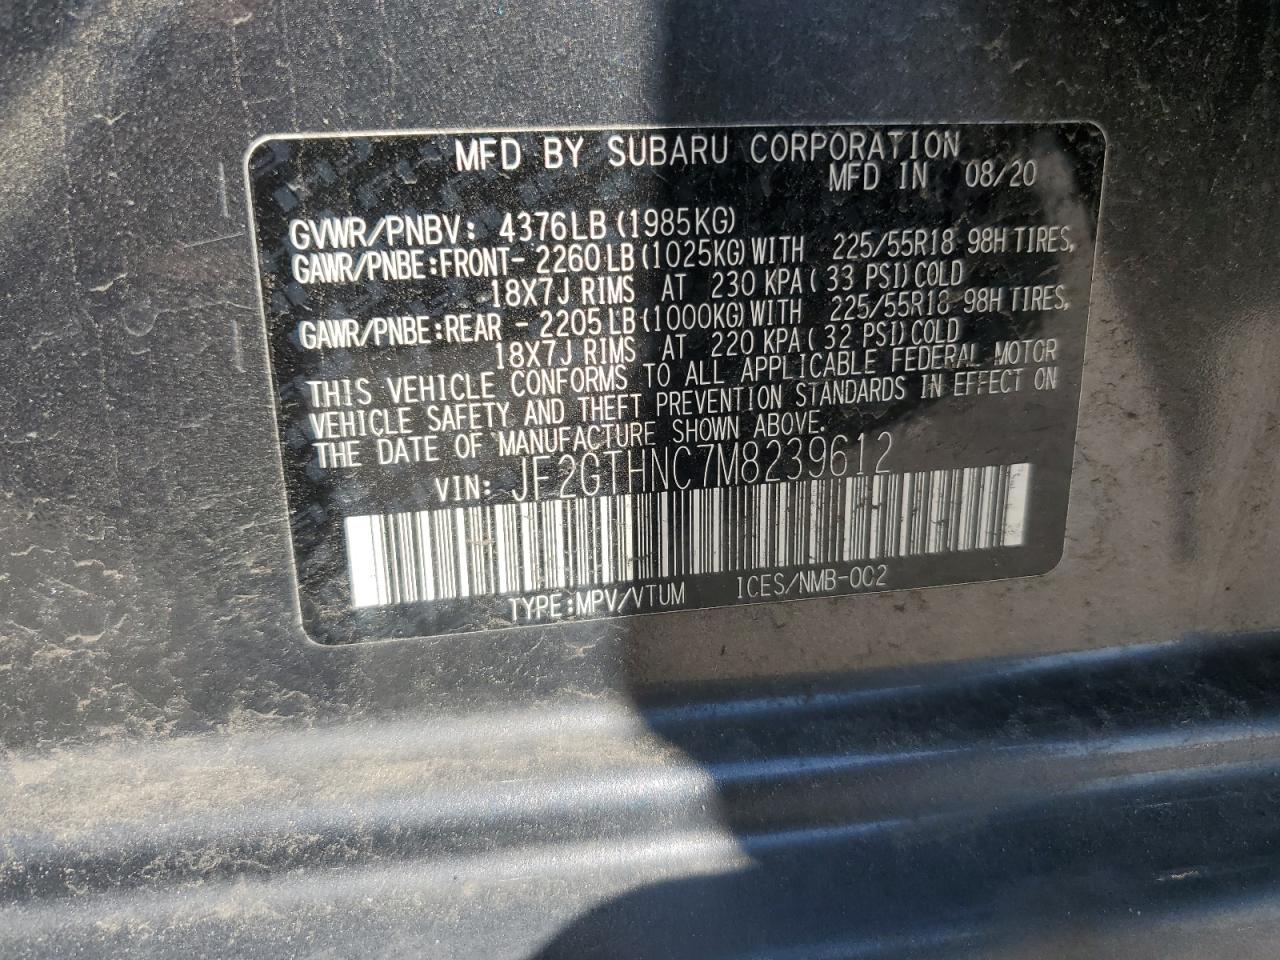 MFD BY SUBARU CORPORATION
MFD IN 08/20
GVWR/PNBV: 4376LB (1985KG)
GAWR/PNBE:FRONT- 2260LB (1025KG) WITH 225/55R18 98H TIRES,
18X7J RIMS AT 230 KPA( 33 PSI) COLD
GAWR/PNBE:REAR - 2205LB (1000KG) WITH 225/55R18 98H TIRES,
18X7J RIMS AT 220 KPA( 32 PSI) COLD
THIS VEHICLE CONFORMS TO ALL APPLICABLE FEDERAL MOTOR
VEHICLE SAFETY AND THEFT PREVENTION STANDARDS IN EFFECT ON
THE DATE OF MANUFACTURE SHOWN ABOVE.
VIN: JF2GTHNC7M8239612
TYPE:MPV/VTUM ICES/NMB-002